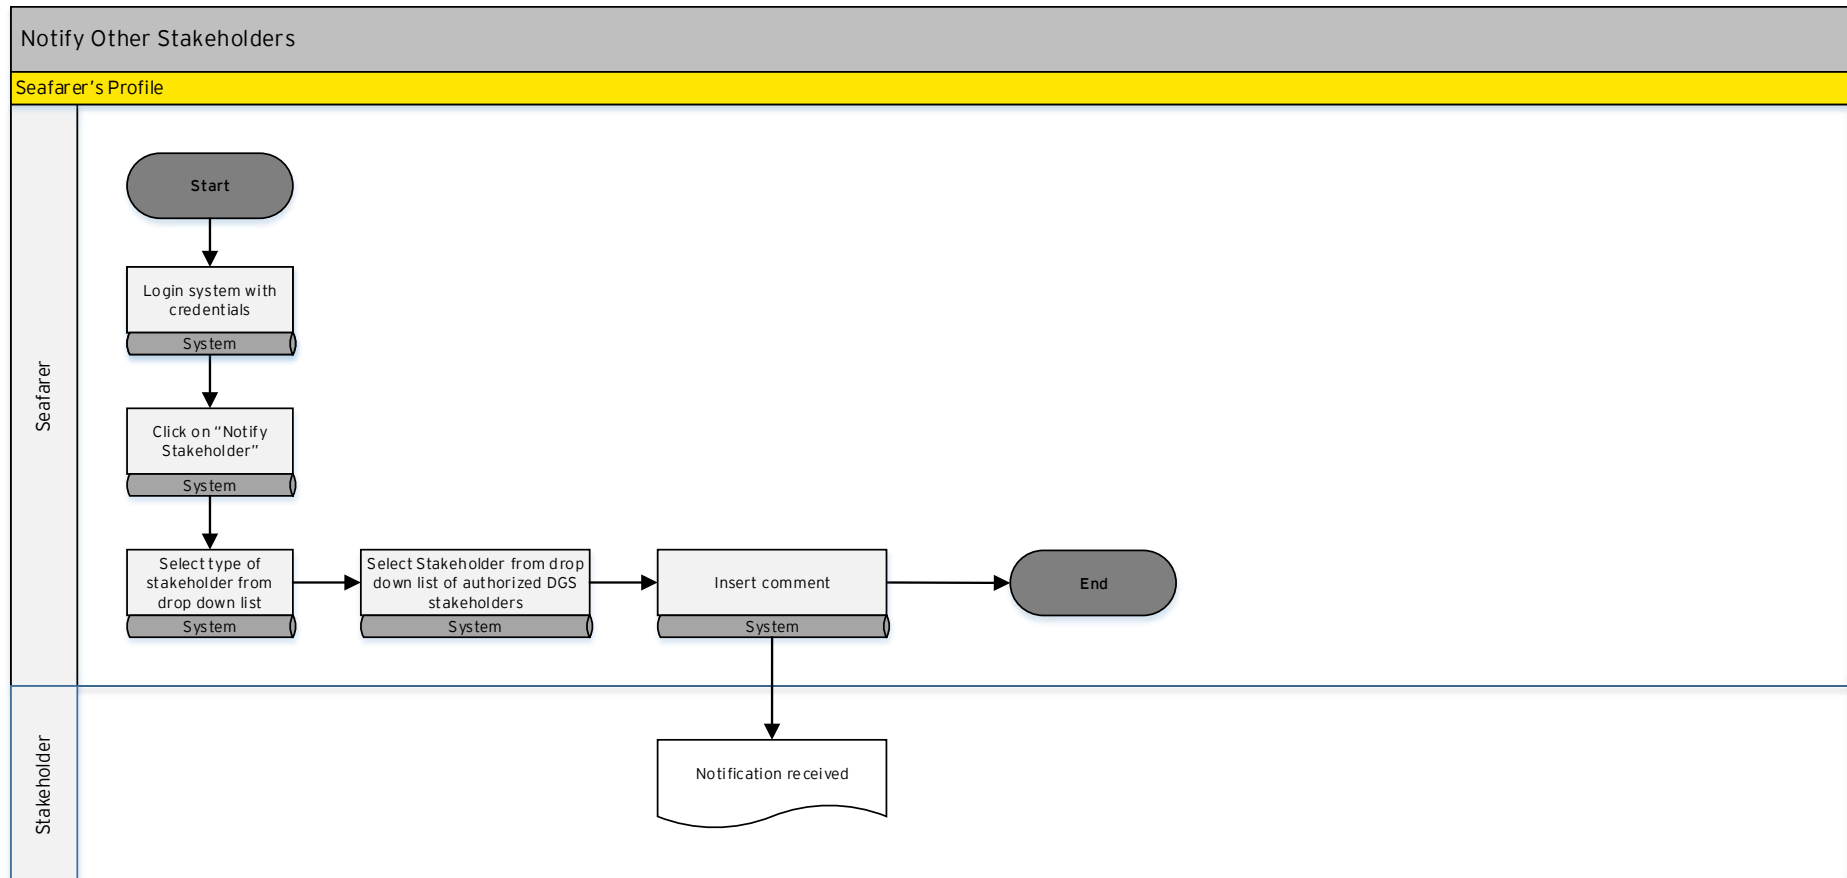 Notify Other Stakeholders
Seafarer's Profile
Seafarer
Start
Login system with
credentials
System
Click on “Notify
Stakeholder”
System
Select type of
stakeholder from
drop down list
System
Select Stakeholder from drop
down list of authorized DGS
stakeholders
System
Insert comment
System
End
Stakeholder
Notification received